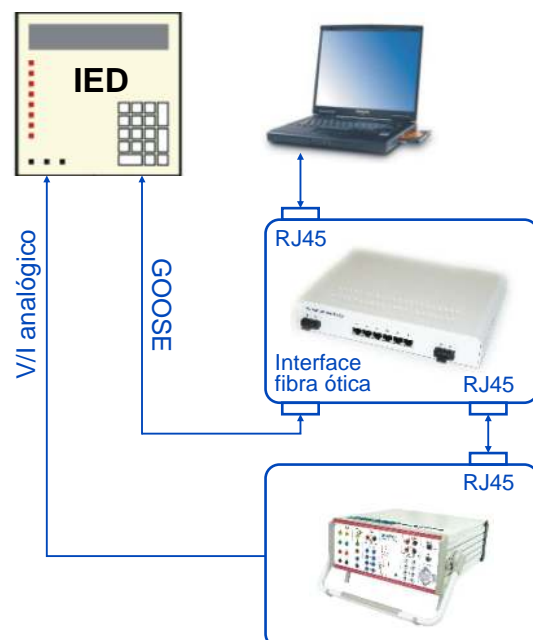 IED
V/I analógico
GOOSE
RJ45
Interface
fibra ótica
RJ45
RJ45